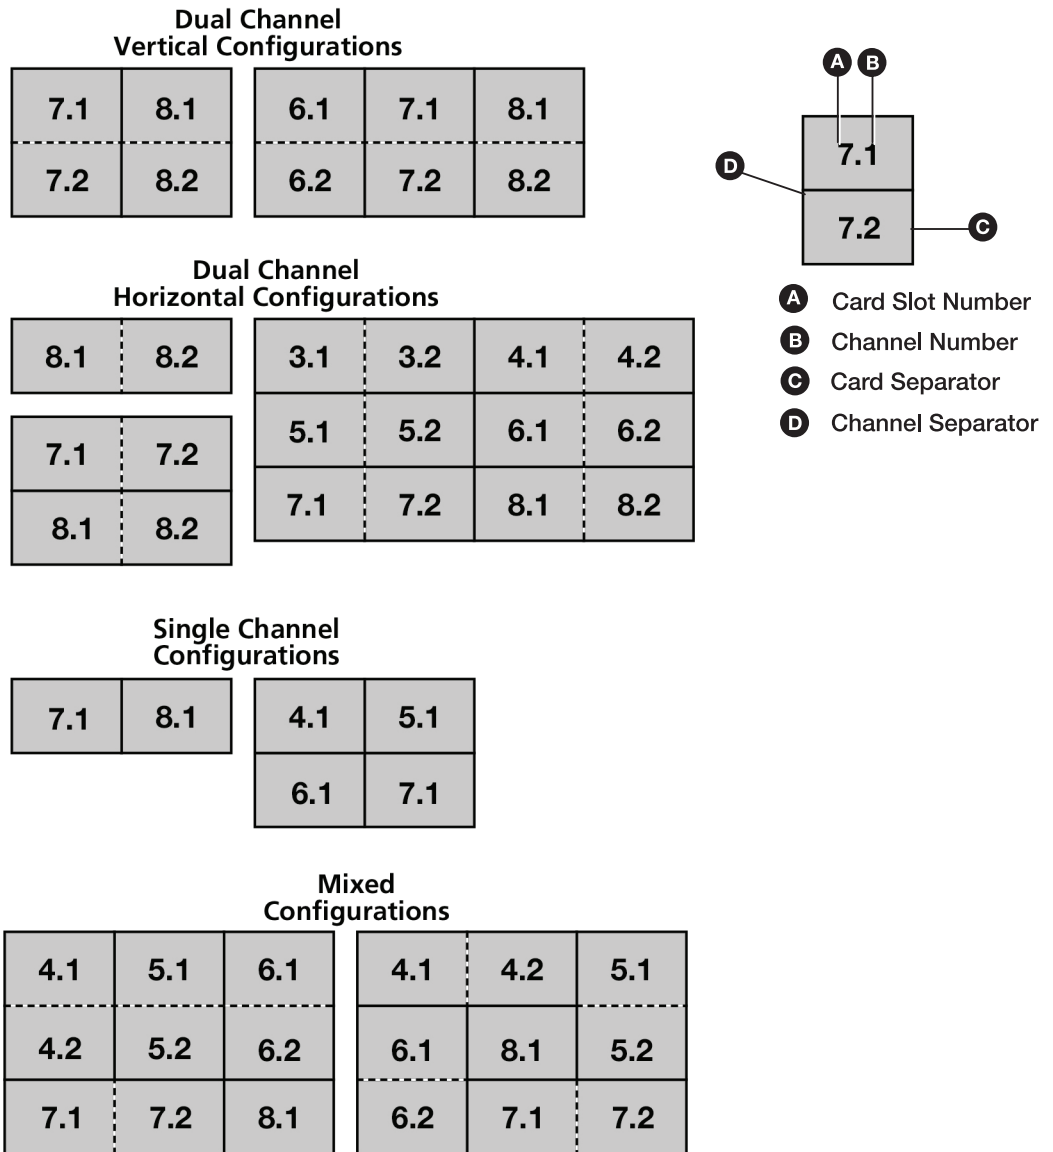 Dual Channel
Vertical Configurations
7.1 8.1 6.1 7.1 8.1
7.2 8.2 6.2 7.2 8.2
A B
7.1
D
7.2
C
A Card Slot Number
B Channel Number
C Card Separator
D Channel Separator
Dual Channel
Horizontal Configurations
8.1 8.2
7.1 7.2
8.1 8.2
3.1 3.2 4.1 4.2
5.1 5.2 6.1 6.2
7.1 7.2 8.1 8.2
Single Channel
Configurations
7.1 8.1
4.1 5.1
6.1 7.1
Mixed
Configurations
4.1 5.1 6.1
4.2 5.2 6.2
7.1 7.2 8.1
4.1 4.2 5.1
6.1 8.1 5.2
6.2 7.1 7.2